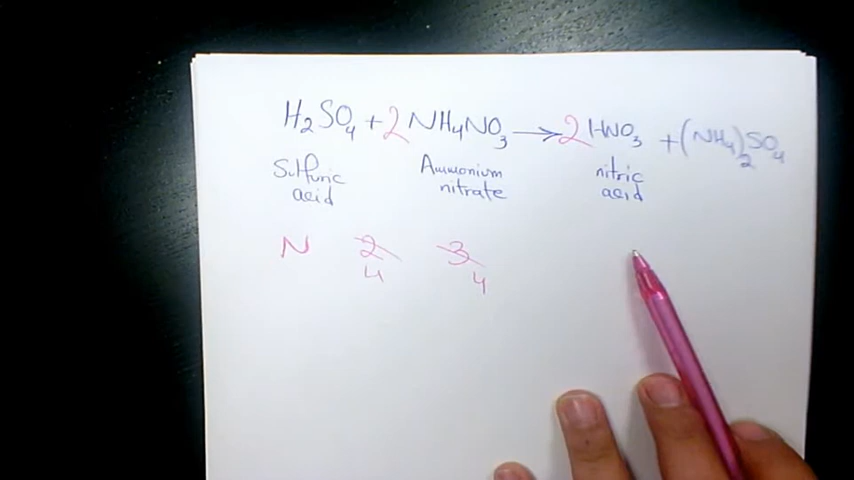 H₂SO₄ + 2 NH₄NO₃ → 2 HNO₃ + (NH₄)₂SO₄
Sulfuric acid
Ammonium nitrate
nitric acid
N 2 3
4 4